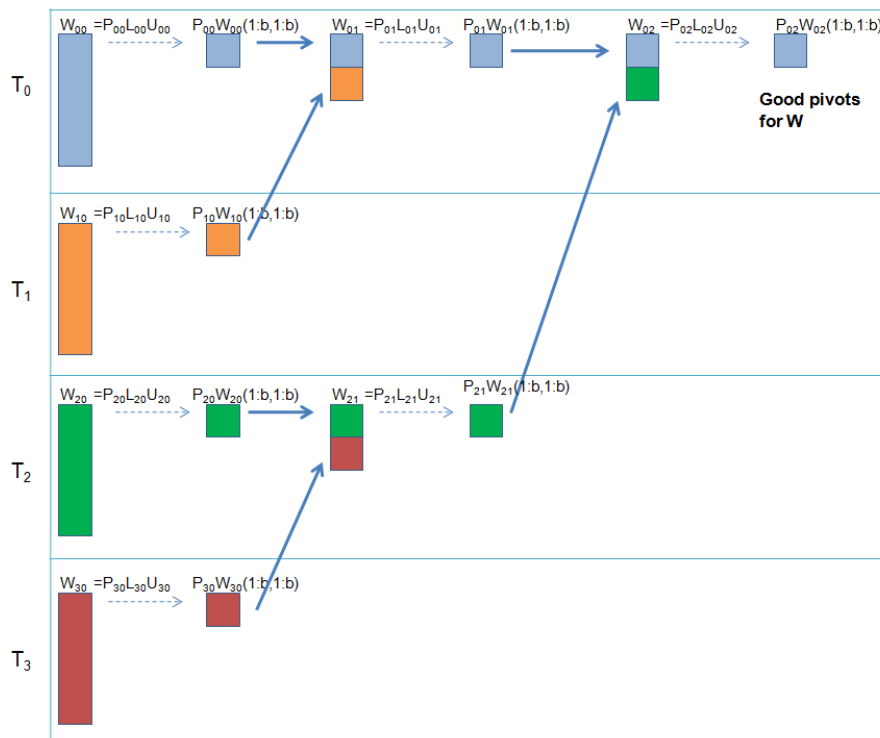 W₀₀ =P₀₀L₀₀U₀₀ P₀₀W₀₀(1:b,1:b) W₀₁ =P₀₁L₀₁U₀₁ P₀₁W₀₁(1:b,1:b) W₀₂ =P₀₂L₀₂U₀₂ P₀₂W₀₂(1:b,1:b)
T₀
Good pivots
for W
W₁₀ =P₁₀L₁₀U₁₀ P₁₀W₁₀(1:b,1:b)
T₁
W₂₀ =P₂₀L₂₀U₂₀ P₂₀W₂₀(1:b,1:b) W₂₁ =P₂₁L₂₁U₂₁ P₂₁W₂₁(1:b,1:b)
T₂
W₃₀ =P₃₀L₃₀U₃₀ P₃₀W₃₀(1:b,1:b)
T₃